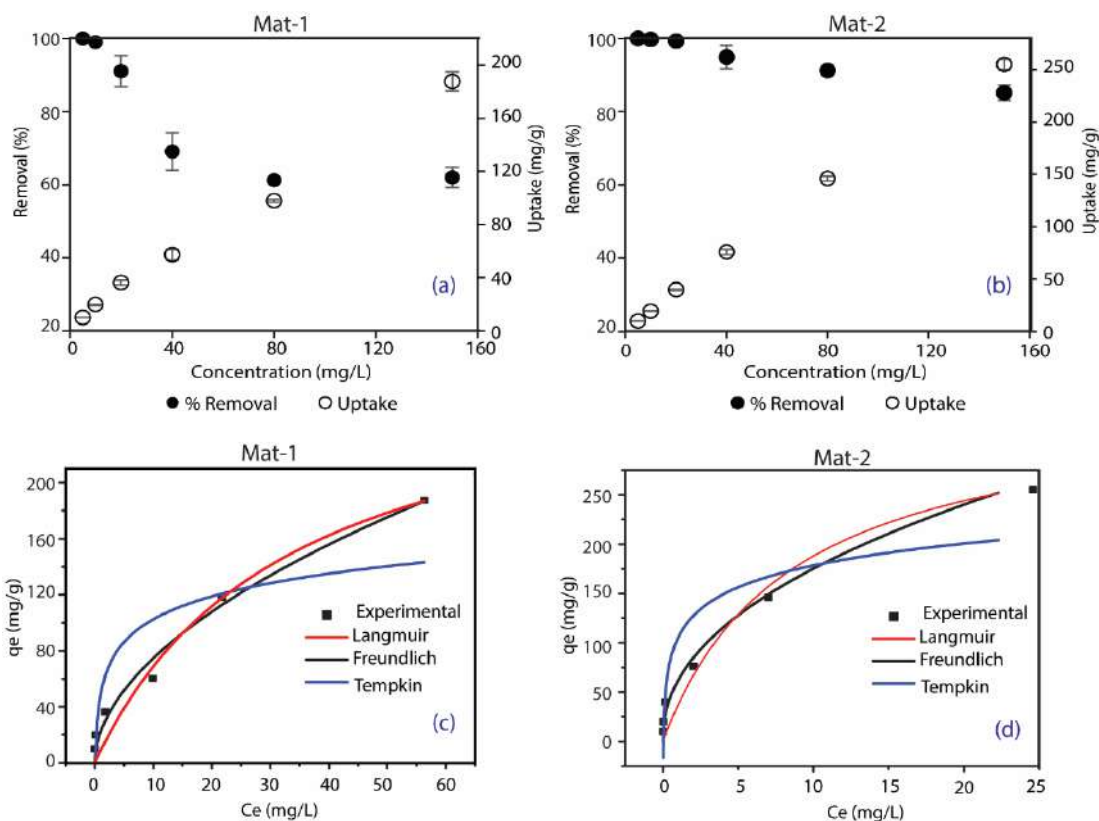 Mat-1
100
80
60
40
20
Removal (%)
200
160
120
80
40
0
Uptake (mg/g)
(a)
0 40 80 120 160
Concentration (mg/L)
% Removal Uptake
Mat-2
100
80
60
40
20
Removal (%)
250
200
150
100
50
0
Uptake (mg/g)
(b)
0 40 80 120 160
Concentration (mg/L)
% Removal Uptake
Mat-1
200
160
120
80
40
0
qe (mg/g)
Experimental
Langmuir
Freundlich
Tempkin
(c)
0 10 20 30 40 50 60
Ce (mg/L)
Mat-2
250
200
150
100
50
0
qe (mg/g)
Experimental
Langmuir
Freundlich
Tempkin
(d)
0 5 10 15 20 25
Ce (mg/L)